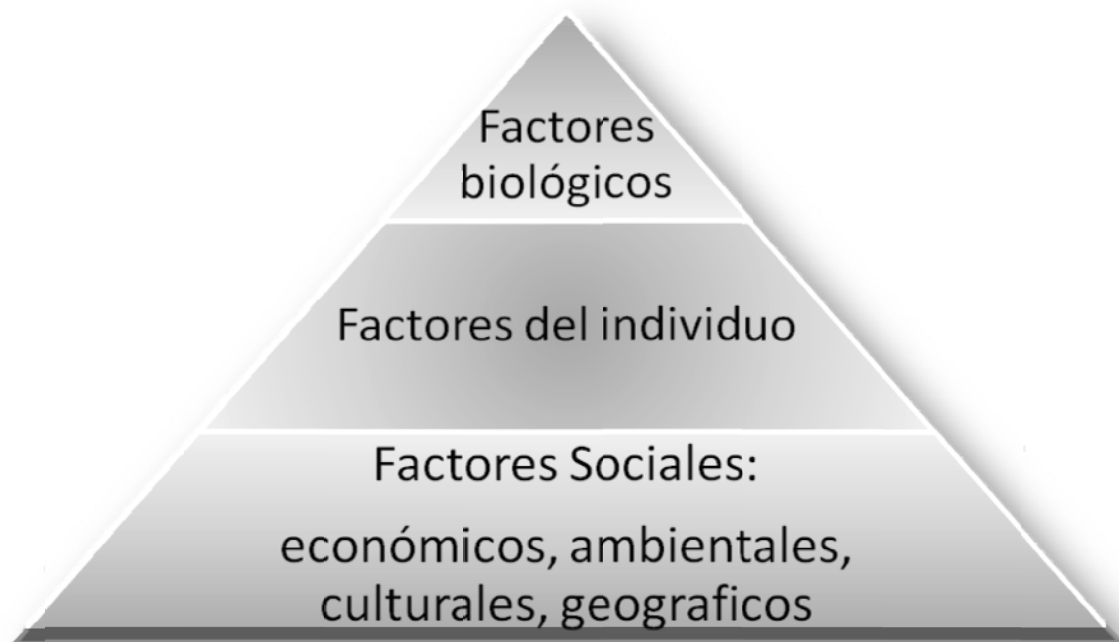 Factores
biológicos
Factores del individuo
Factores Sociales:
económicos, ambientales,
culturales, geograficos